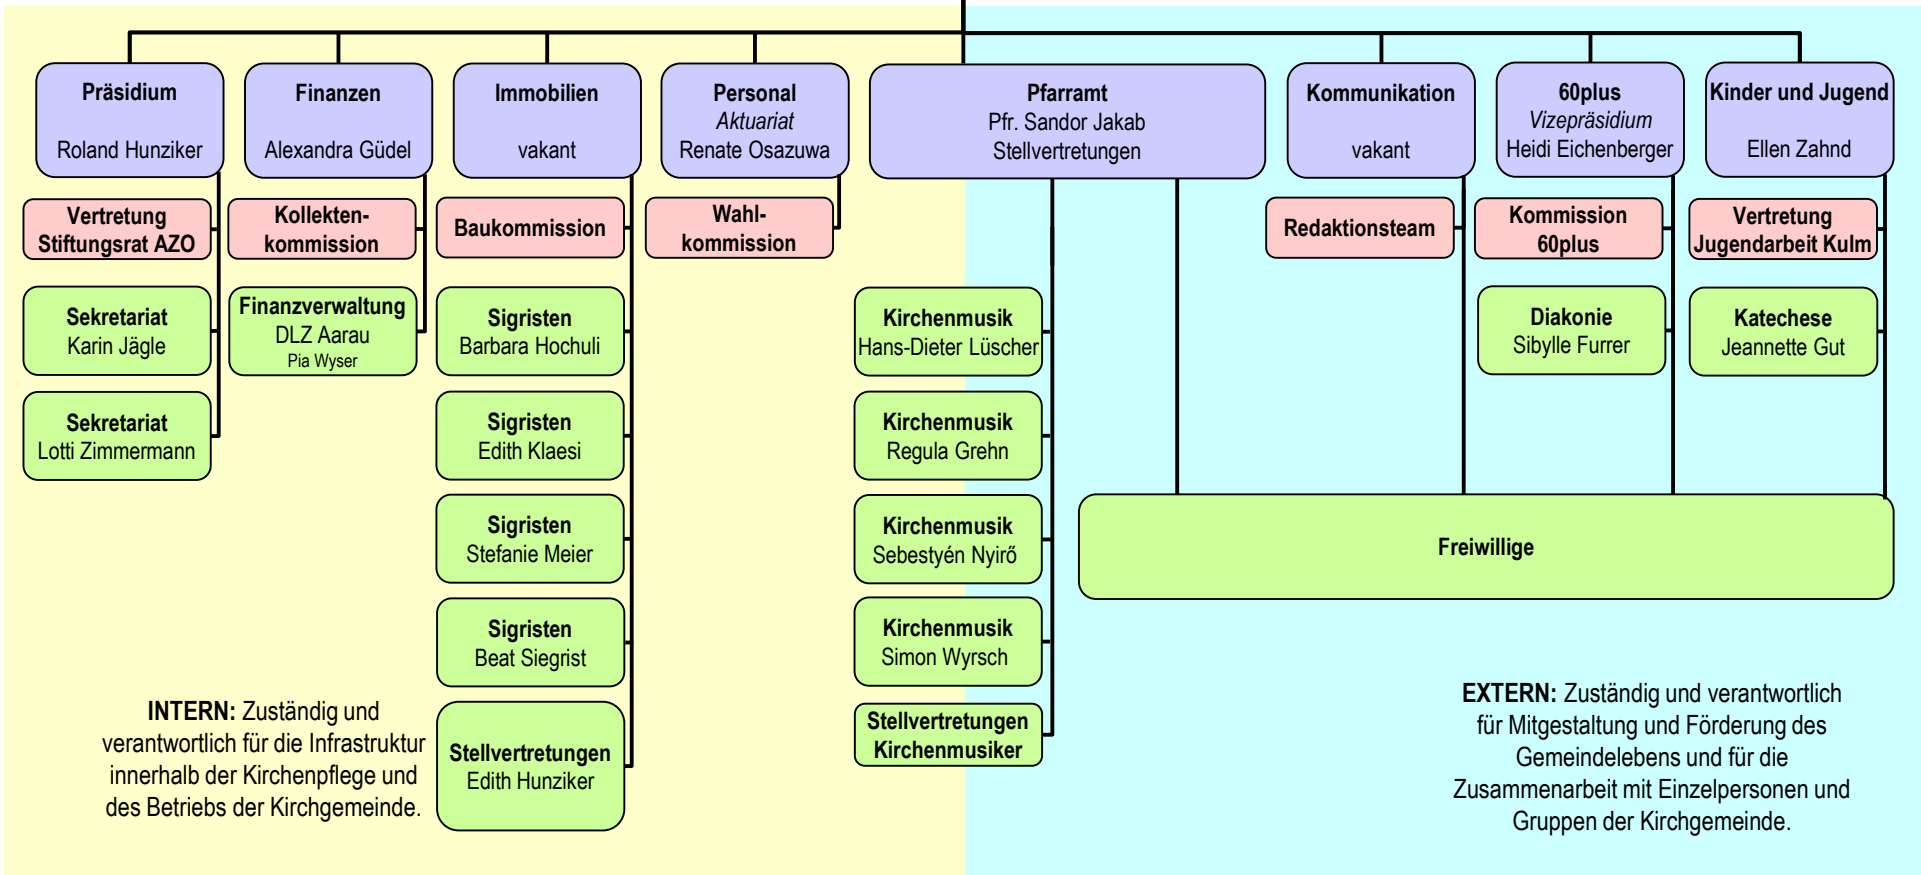 Präsidium
Roland Hunziker
Finanzen
Alexandra Güdel
Immobilien
vakant
Personal
Aktuariat
Renate Osazuwa
Pfarramt
Pfr. Sandor Jakab
Stellvertretungen
Kommunikation
vakant
60plus
Vizepräsidium
Heidi Eichenberger
Kinder und Jugend
Ellen Zahnd
Vertretung
Stiftungsrat AZO
Kollekten-
kommission
Baukommission
Wahl-
kommission
Redaktionsteam
Kommission
60plus
Vertretung
Jugendarbeit Kulm
Sekretariat
Karin Jägle
Finanzverwaltung
DLZ Aarau
Pia Wyser
Sigristen
Barbara Hochuli
Kirchenmusik
Hans-Dieter Lüscher
Diakonie
Sibylle Furrer
Katechese
Jeannette Gut
Sekretariat
Lotti Zimmermann
Sigristen
Edith Klaesi
Kirchenmusik
Regula Grehn
Sigristen
Stefanie Meier
Kirchenmusik
Sebestyén Nyirő
Freiwillige
Sigristen
Beat Siegrist
Kirchenmusik
Simon Wyrsch
Stellvertretungen
Edith Hunziker
Stellvertretungen
Kirchenmusiker
INTERN: Zuständig und
verantwortlich für die Infrastruktur
innerhalb der Kirchenpflege und
des Betriebs der Kirchgemeinde.
EXTERN: Zuständig und verantwortlich
für Mitgestaltung und Förderung des
Gemeindelebens und für die
Zusammenarbeit mit Einzelpersonen und
Gruppen der Kirchgemeinde.